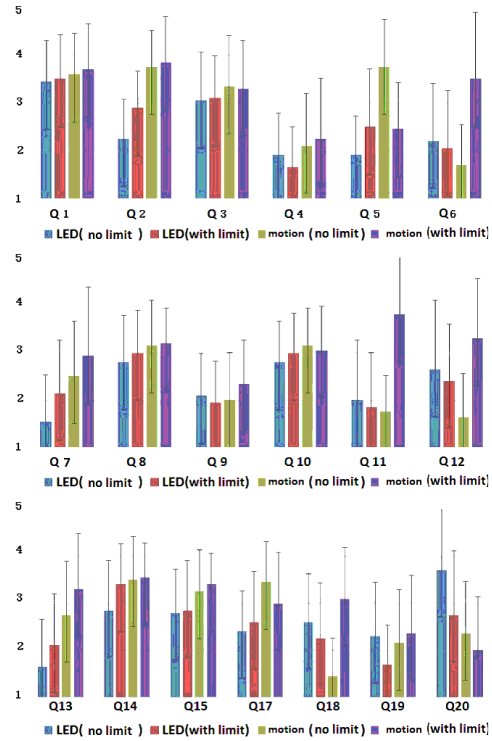 5
4
3
2
1
Q 1 Q 2 Q 3 Q 4 Q 5 Q 6
LED( no limit ) LED(with limit) motion (no limit) motion (with limit)
5
4
3
2
1
Q 7 Q 8 Q 9 Q 10 Q 11 Q 12
LED( no limit ) LED(with limit) motion (no limit) motion (with limit)
5
4
3
2
1
Q13 Q14 Q15 Q17 Q18 Q19 Q20
LED( no limit ) LED(with limit) motion (no limit) motion (with limit)